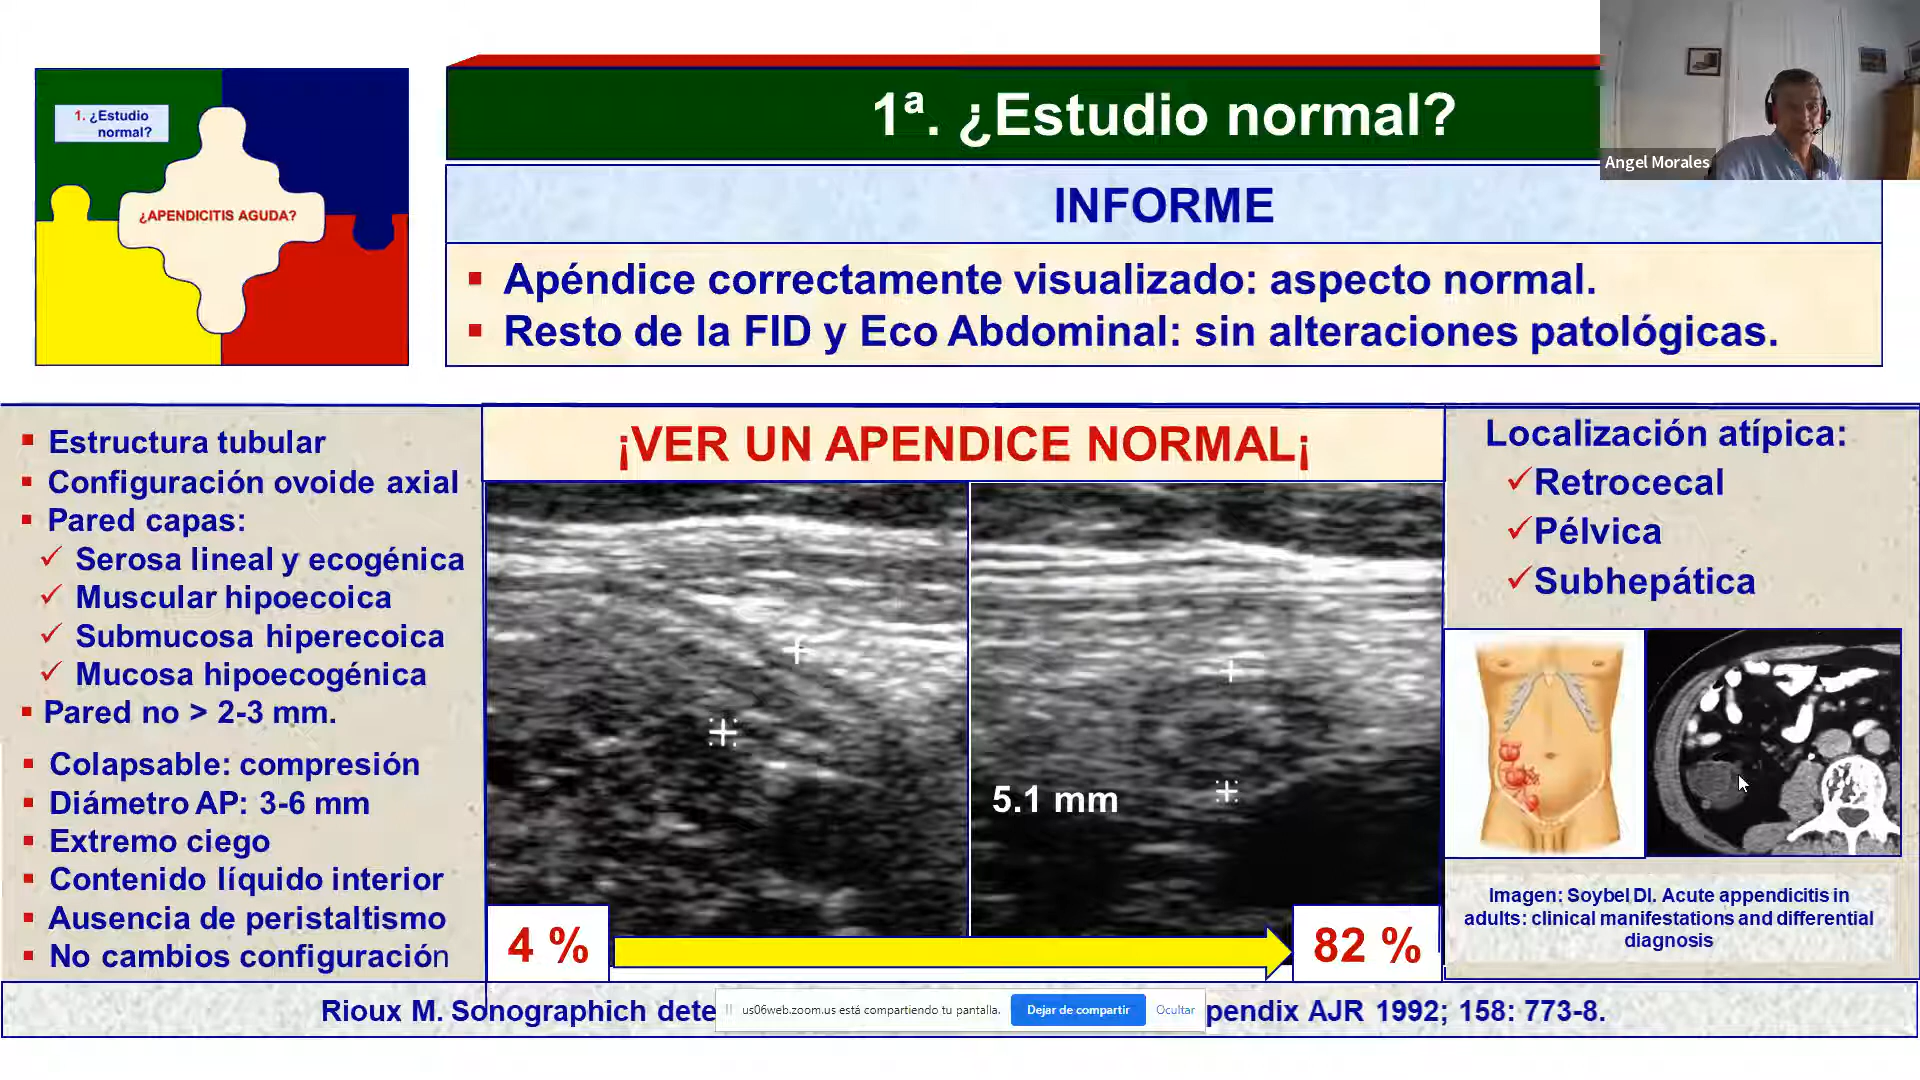 1. ¿Estudio
normal?
¿APENDICITIS AGUDA?
1ª. ¿Estudio normal?
Angel Morales
INFORME
▪ Apéndice correctamente visualizado: aspecto normal.
▪ Resto de la FID y Eco Abdominal: sin alteraciones patológicas.
▪ Estructura tubular
▪ Configuración ovoide axial
▪ Pared capas:
✓ Serosa lineal y ecogénica
✓ Muscular hipoecoica
✓ Submucosa hiperecoica
✓ Mucosa hipoecogénica
▪ Pared no > 2-3 mm.
▪ Colapsable: compresión
▪ Diámetro AP: 3-6 mm
▪ Extremo ciego
▪ Contenido líquido interior
▪ Ausencia de peristaltismo
▪ No cambios configuración
¡VER UN APENDICE NORMAL¡
5.1 mm
4 %
82 %
Localización atípica:
✓Retrocecal
✓Pélvica
✓Subhepática
Imagen: Soybel DI. Acute appendicitis in
adults: clinical manifestations and differential
diagnosis
Rioux M. Sonographich dete
pendix AJR 1992; 158: 773-8.
us06web.zoom.us está compartiendo tu pantalla.
Dejar de compartir
Ocultar